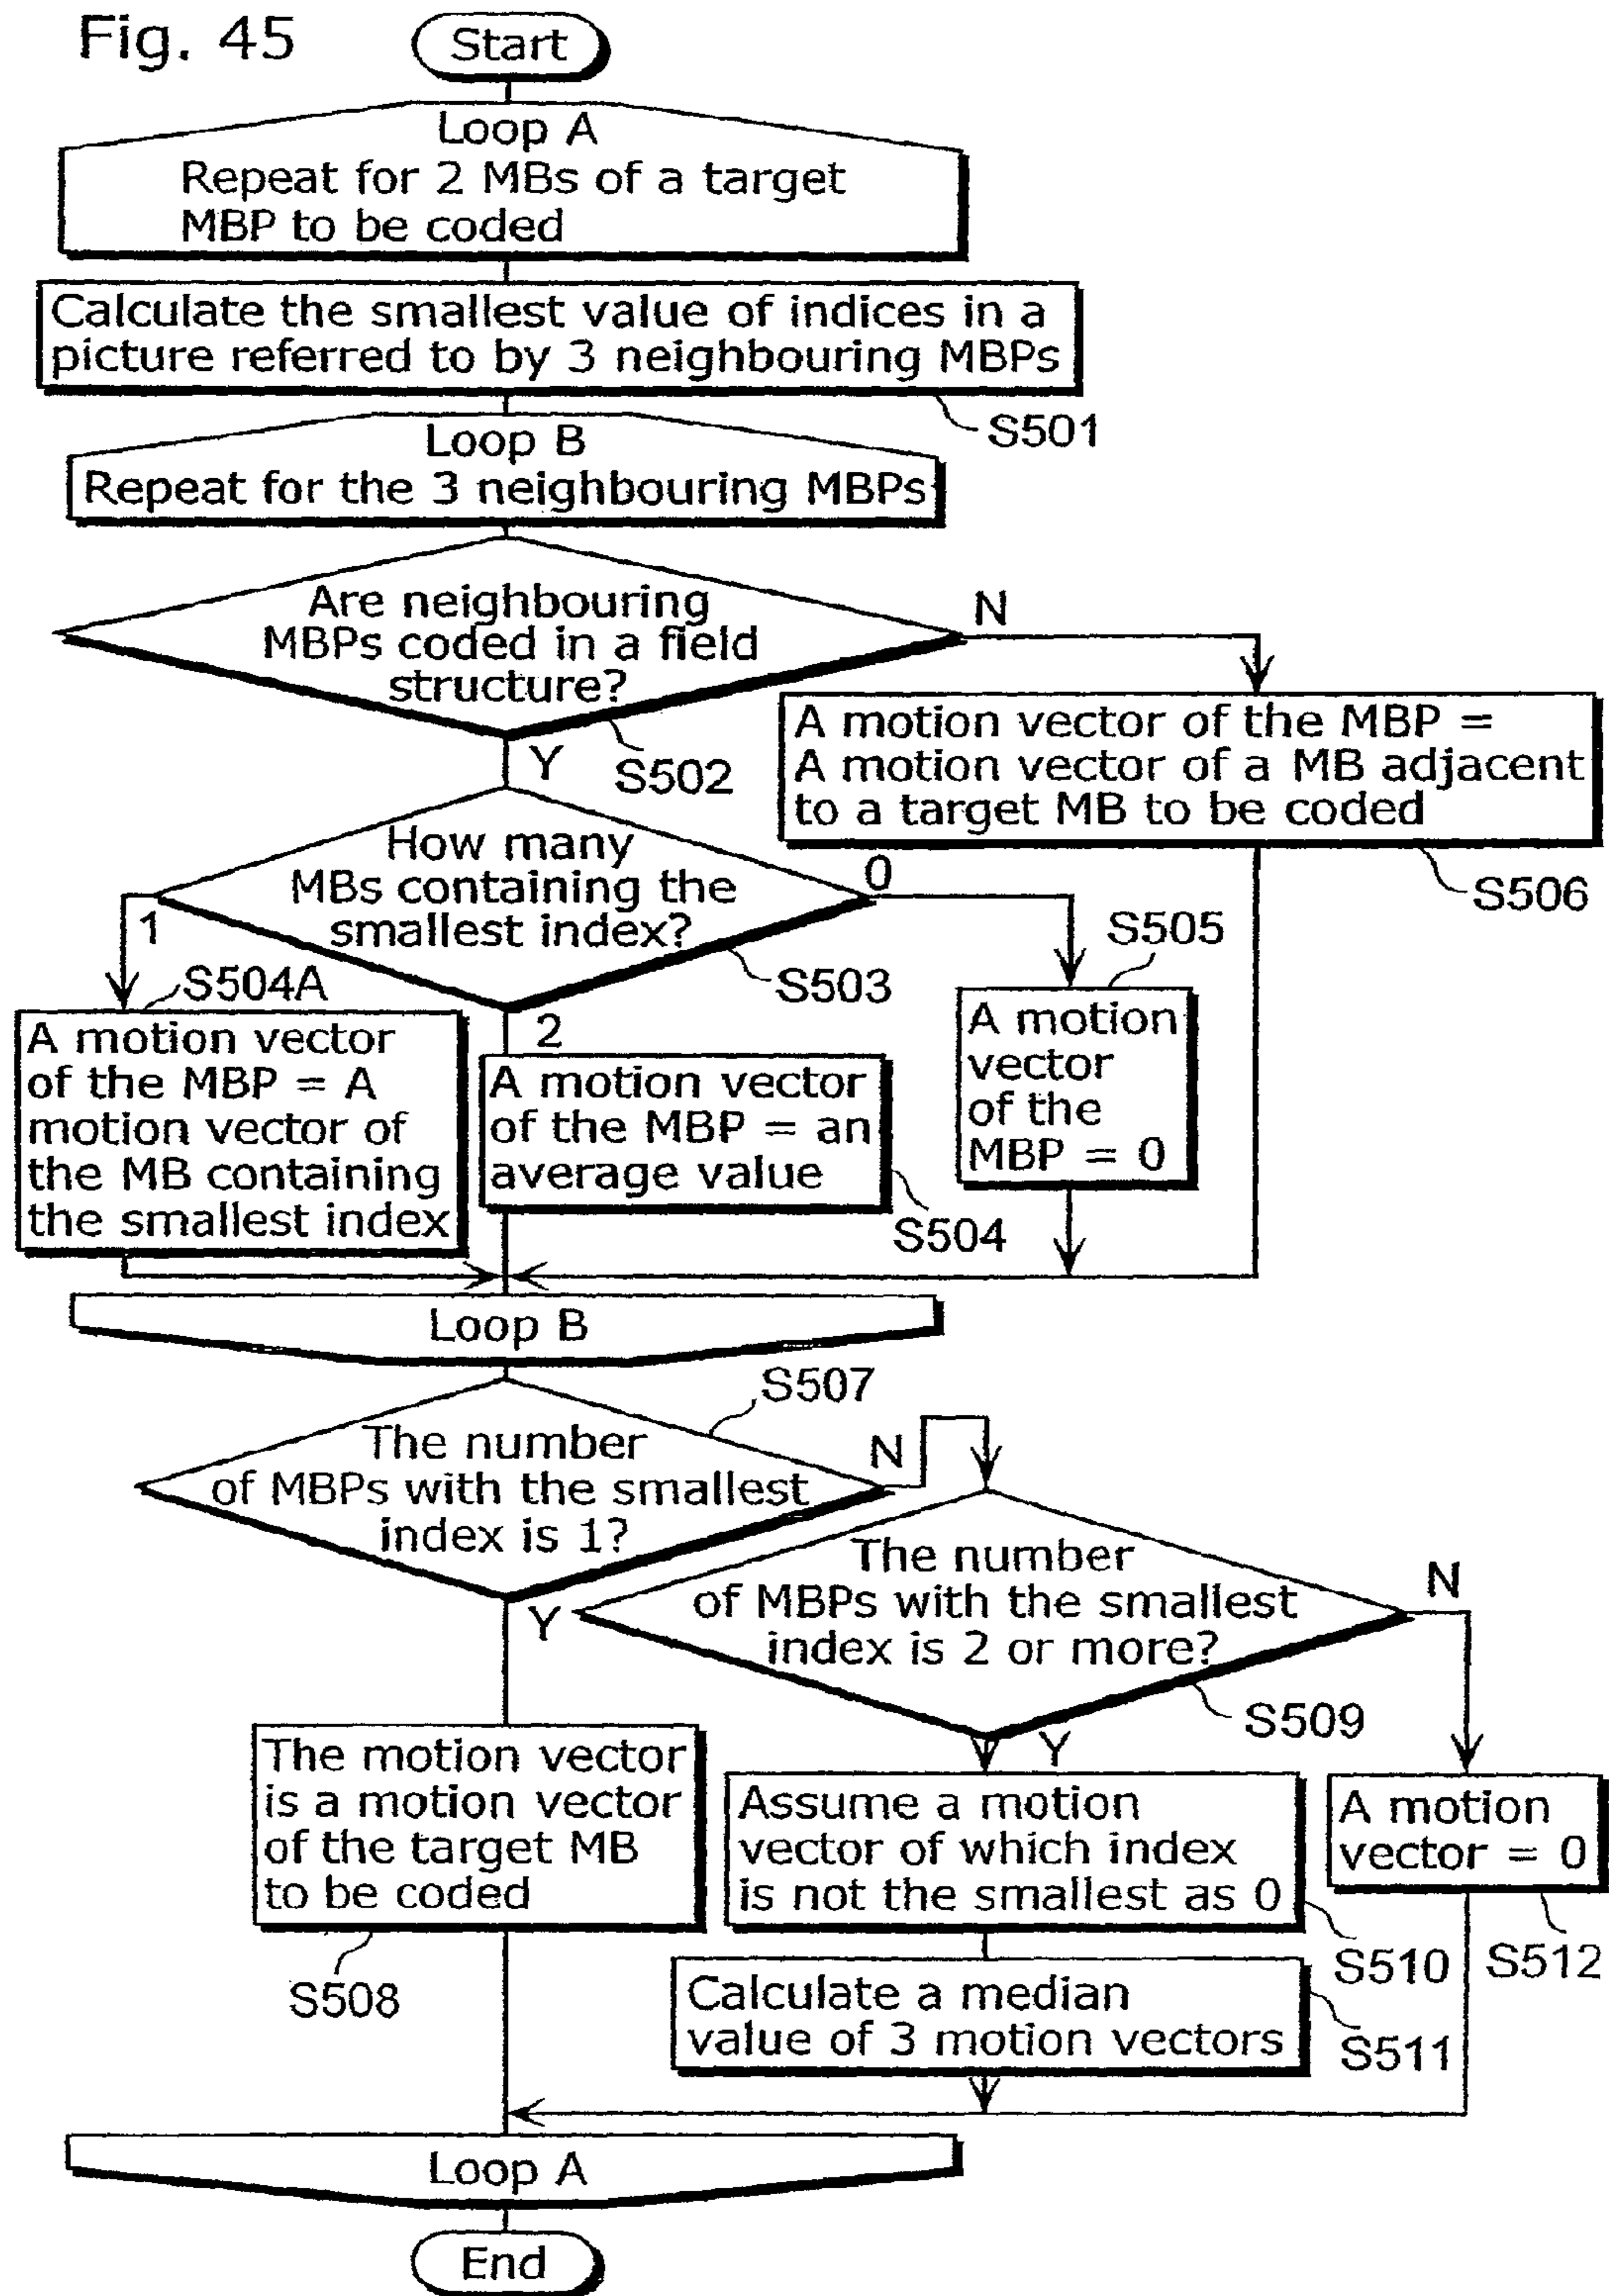 Fig. 45
Start
Loop A
Repeat for 2 MBs of a target
MBP to be coded
Calculate the smallest value of indices in a
picture referred to by 3 neighbouring MBPs
S501
Loop B
Repeat for the 3 neighbouring MBPs
Are neighbouring
MBPs coded in a field
structure?
N
Y
S502
A motion vector of the MBP =
A motion vector of a MB adjacent
to a target MB to be coded
S506
How many
MBs containing the
smallest index?
0
1
2
S503
S505
S504A
A motion vector
of the MBP = A
motion vector of
the MB containing
the smallest index
A motion vector
of the MBP = an
average value
S504
A motion
vector
of the
MBP = 0
Loop B
S507
The number
of MBPs with the smallest
index is 1?
N
Y
The number
of MBPs with the smallest
index is 2 or more?
N
Y
S509
The motion vector
is a motion vector
of the target MB
to be coded
S508
Assume a motion
vector of which index
is not the smallest as 0
S510
A motion
vector = 0
S512
Calculate a median
value of 3 motion vectors
S511
Loop A
End